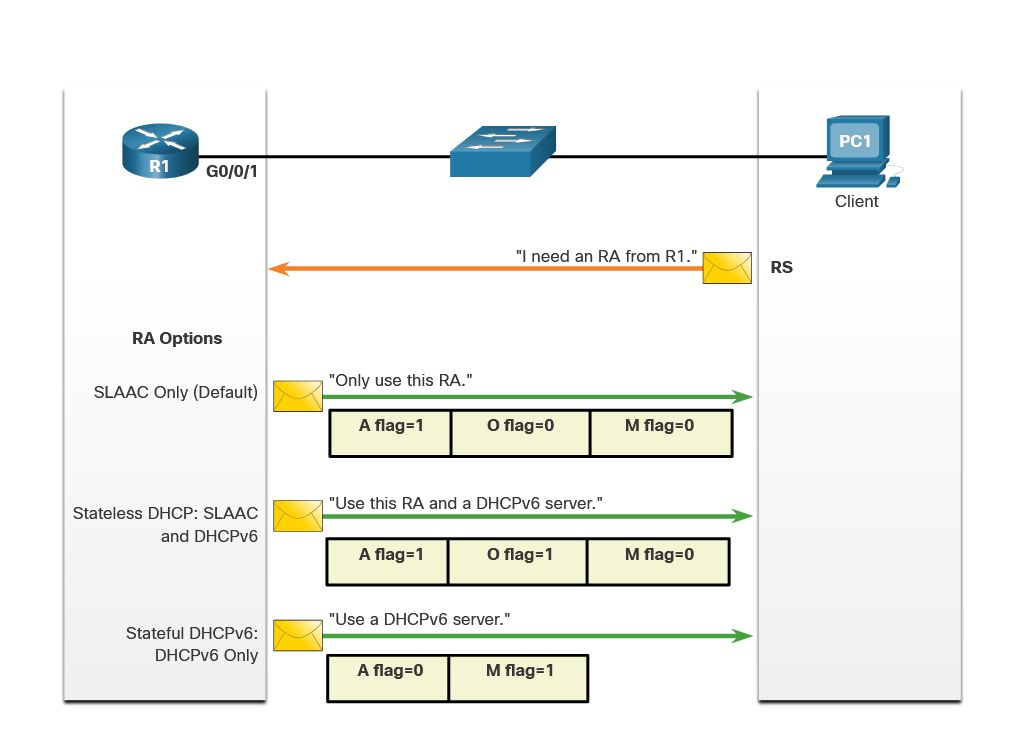 R1
G0/0/1
PC1
Client
"I need an RA from R1."
RS
RA Options
SLAAC Only (Default)
"Only use this RA."
A flag=1
O flag=0
M flag=0
Stateless DHCP: SLAAC
and DHCPv6
"Use this RA and a DHCPv6 server."
A flag=1
O flag=1
M flag=0
Stateful DHCPv6:
DHCPv6 Only
"Use a DHCPv6 server."
A flag=0
M flag=1